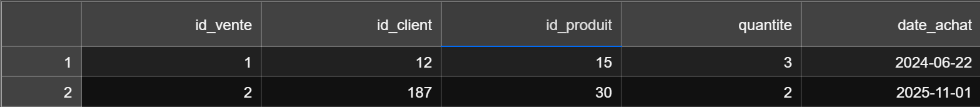 id_vente id_client id_produit quantite date_achat
1 1 12 15 3 2024-06-22
2 2 187 30 2 2025-11-01